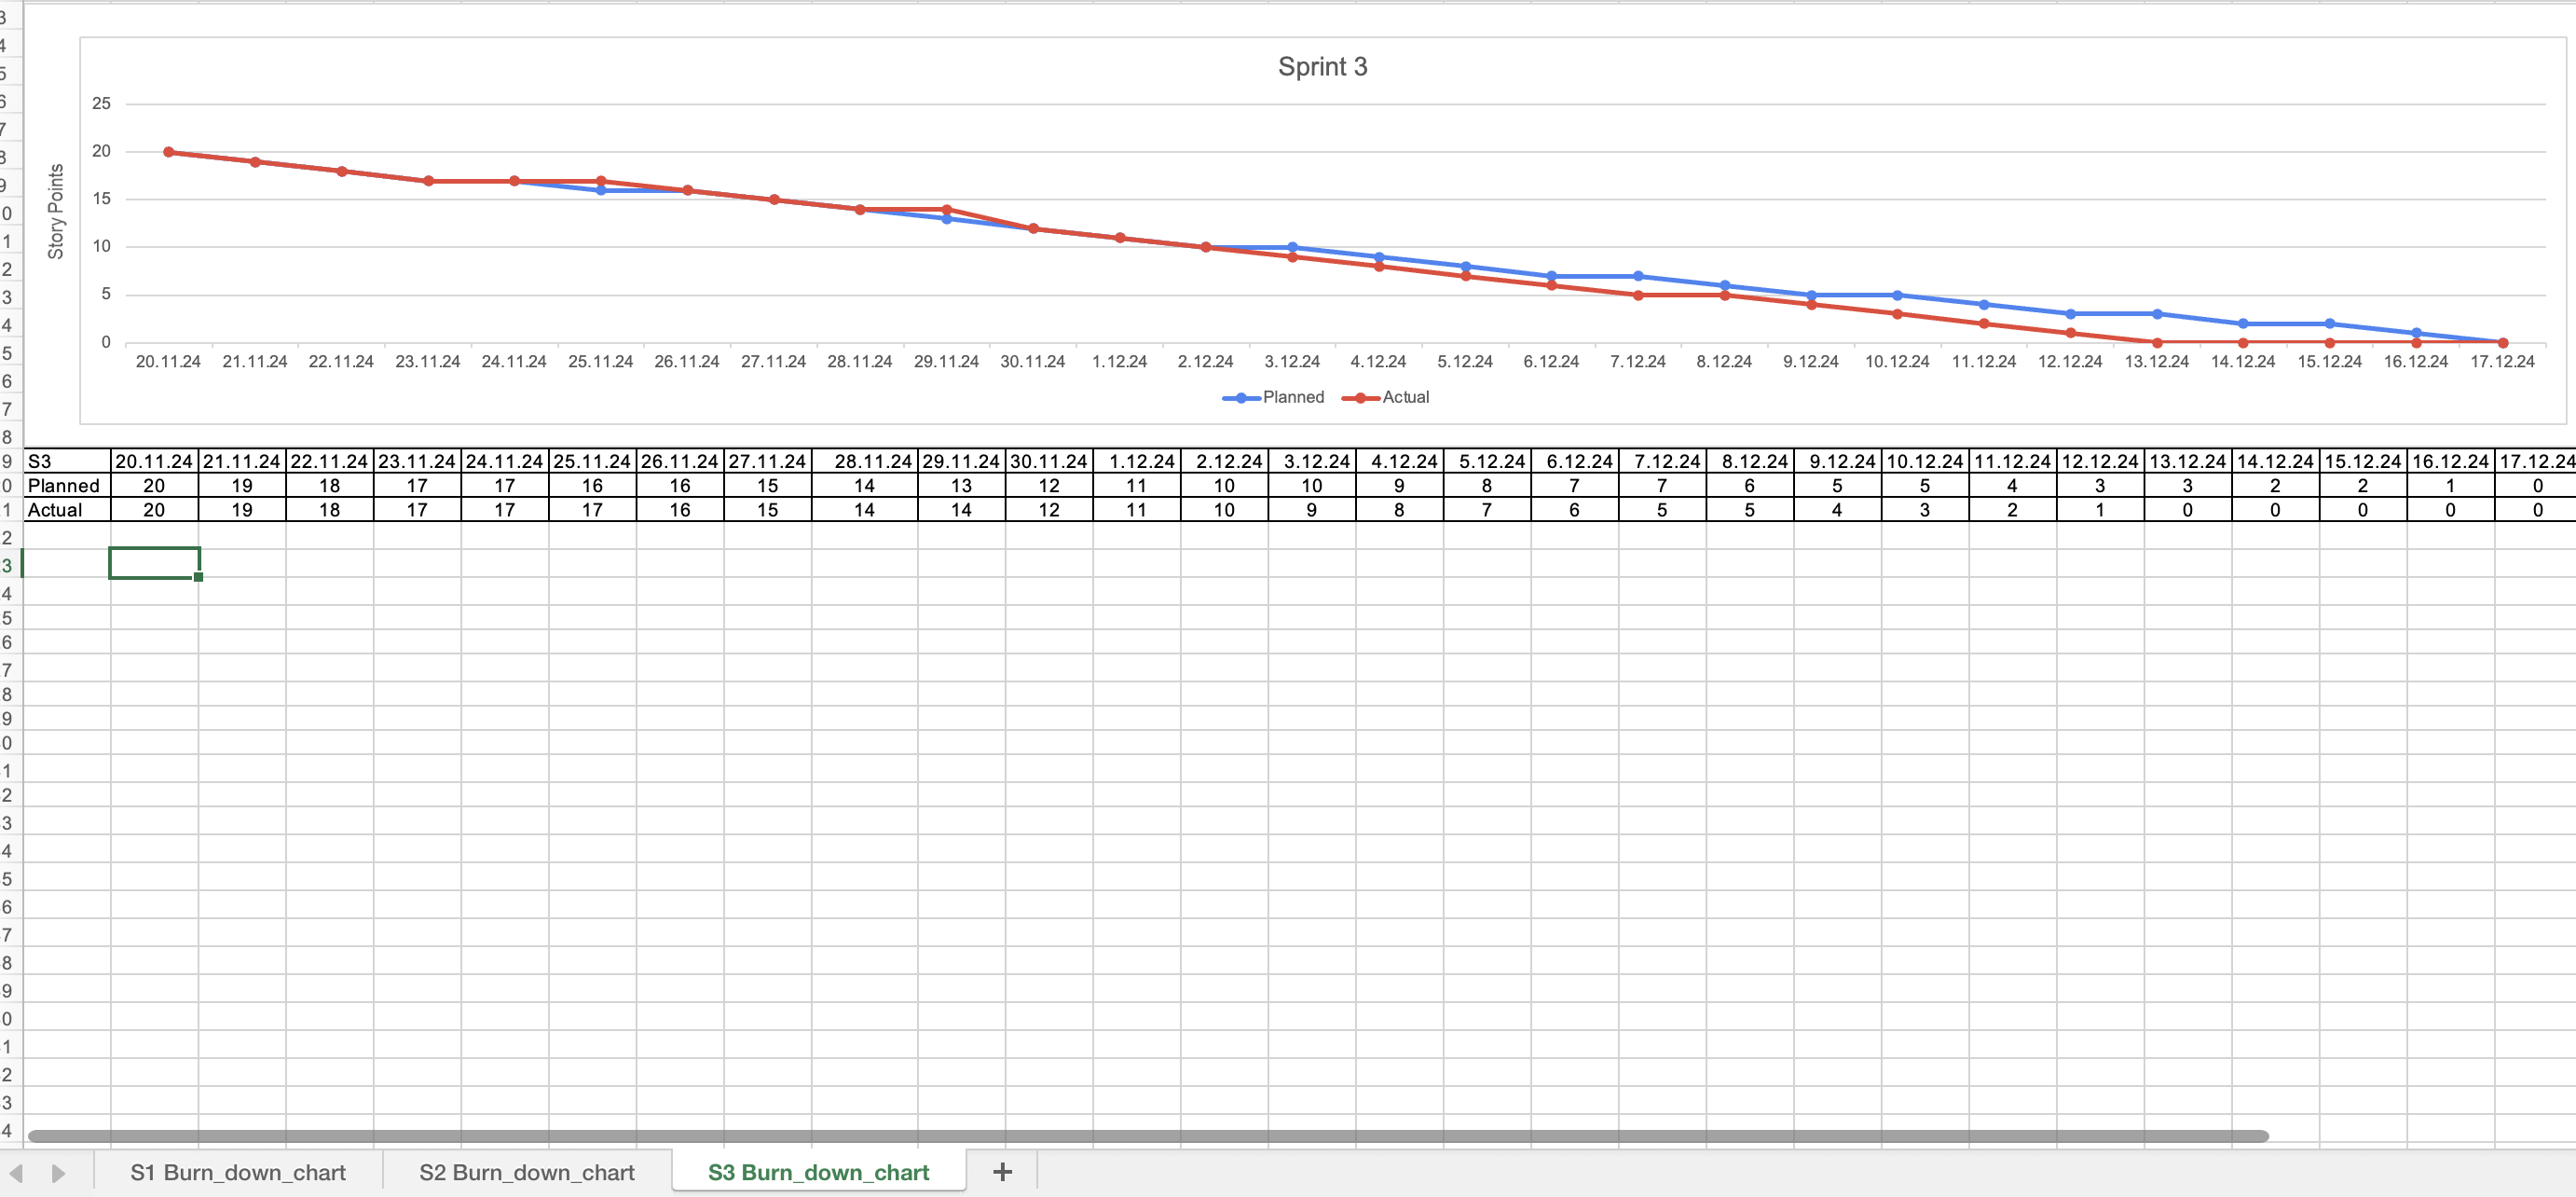 Sprint 3
25
20
15
10
5
0
Story Points
20.11.24 21.11.24 22.11.24 23.11.24 24.11.24 25.11.24 26.11.24 27.11.24 28.11.24 29.11.24 30.11.24 1.12.24 2.12.24 3.12.24 4.12.24 5.12.24 6.12.24 7.12.24 8.12.24 9.12.24 10.12.24 11.12.24 12.12.24 13.12.24 14.12.24 15.12.24 16.12.24 17.12.24
Planned Actual
S3 20.11.24 21.11.24 22.11.24 23.11.24 24.11.24 25.11.24 26.11.24 27.11.24 28.11.24 29.11.24 30.11.24 1.12.24 2.12.24 3.12.24 4.12.24 5.12.24 6.12.24 7.12.24 8.12.24 9.12.24 10.12.24 11.12.24 12.12.24 13.12.24 14.12.24 15.12.24 16.12.24 17.12.24
Planned 20 19 18 17 17 16 16 15 14 13 12 11 10 10 9 8 7 7 6 5 5 4 3 3 2 2 1 0
Actual 20 19 18 17 17 17 16 15 14 14 12 11 10 9 8 7 6 5 5 4 3 2 1 0 0 0 0 0
S1 Burn_down_chart S2 Burn_down_chart S3 Burn_down_chart +